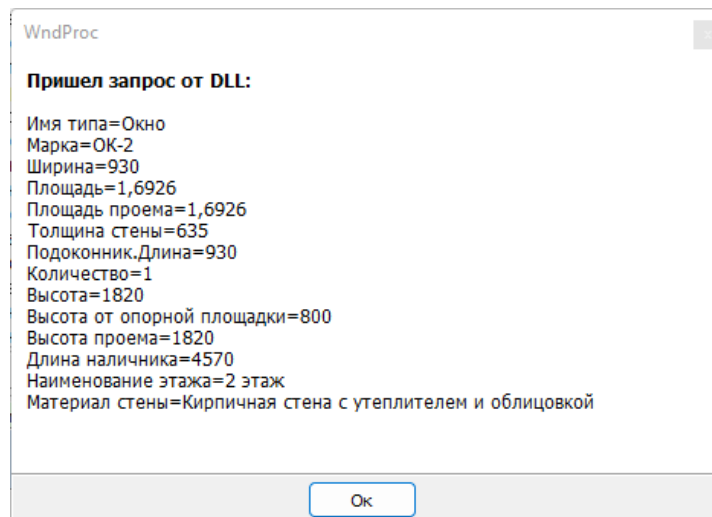 WndProc
Пришел запрос от DLL:
Имя типа=Окно
Марка=ОК-2
Ширина=930
Площадь=1,6926
Площадь проема=1,6926
Толщина стены=635
Подоконник.Длина=930
Количество=1
Высота=1820
Высота от опорной площадки=800
Высота проема=1820
Длина наличника=4570
Наименование этажа=2 этаж
Материал стены=Кирпичная стена с утеплителем и облицовкой
Ок